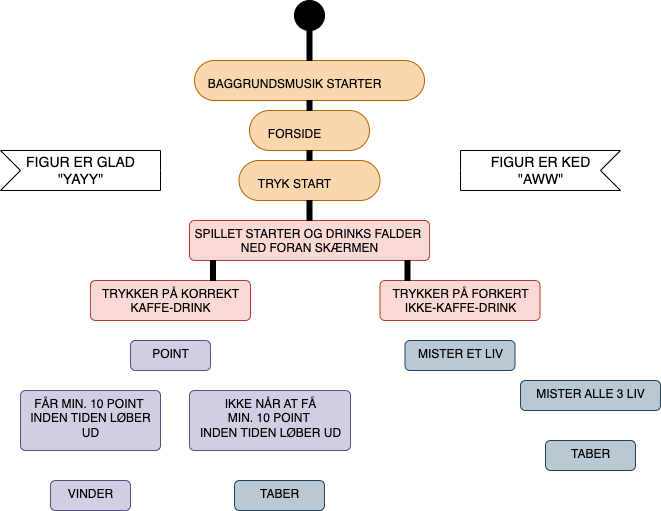 BAGGRUNDSMUSIK STARTER
FORSIDE
TRYK START
FIGUR ER GLAD
"YAYY"
FIGUR ER KED
"AWW"
SPILLET STARTER OG DRINKS FALDER
NED FORAN SKÆRMEN
TRYKKER PÅ KORREKT
KAFFE-DRINK
TRYKKER PÅ FORKERT
IKKE-KAFFE-DRINK
POINT
MISTER ET LIV
FÅR MIN. 10 POINT
INDEN TIDEN LØBER
UD
IKKE NÅR AT FÅ
MIN. 10 POINT
INDEN TIDEN LØBER UD
MISTER ALLE 3 LIV
TABER
VINDER
TABER